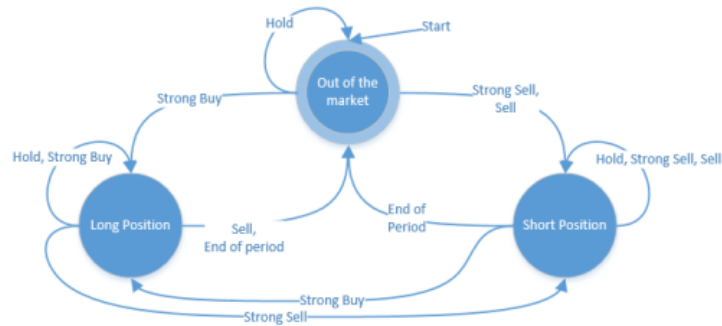 Hold
Start
Out of the
market
Strong Buy
Strong Sell,
Sell
Hold, Strong Buy
Hold, Strong Sell, Sell
Long Position
Sell,
End of period
End of
Period
Short Position
Strong Buy
Strong Sell